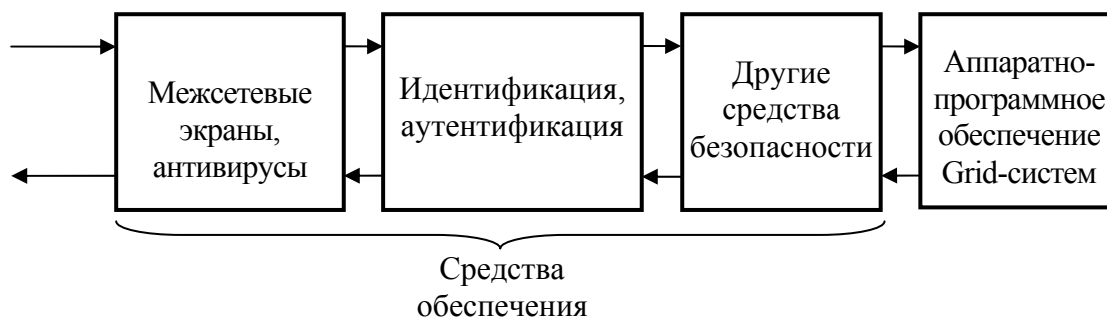 Межсетевые
экраны,
антивирусы
Идентификация,
аутентификация
Другие
средства
безопасности
Аппаратно-
программное
обеспечение
Grid-систем
Средства
обеспечения